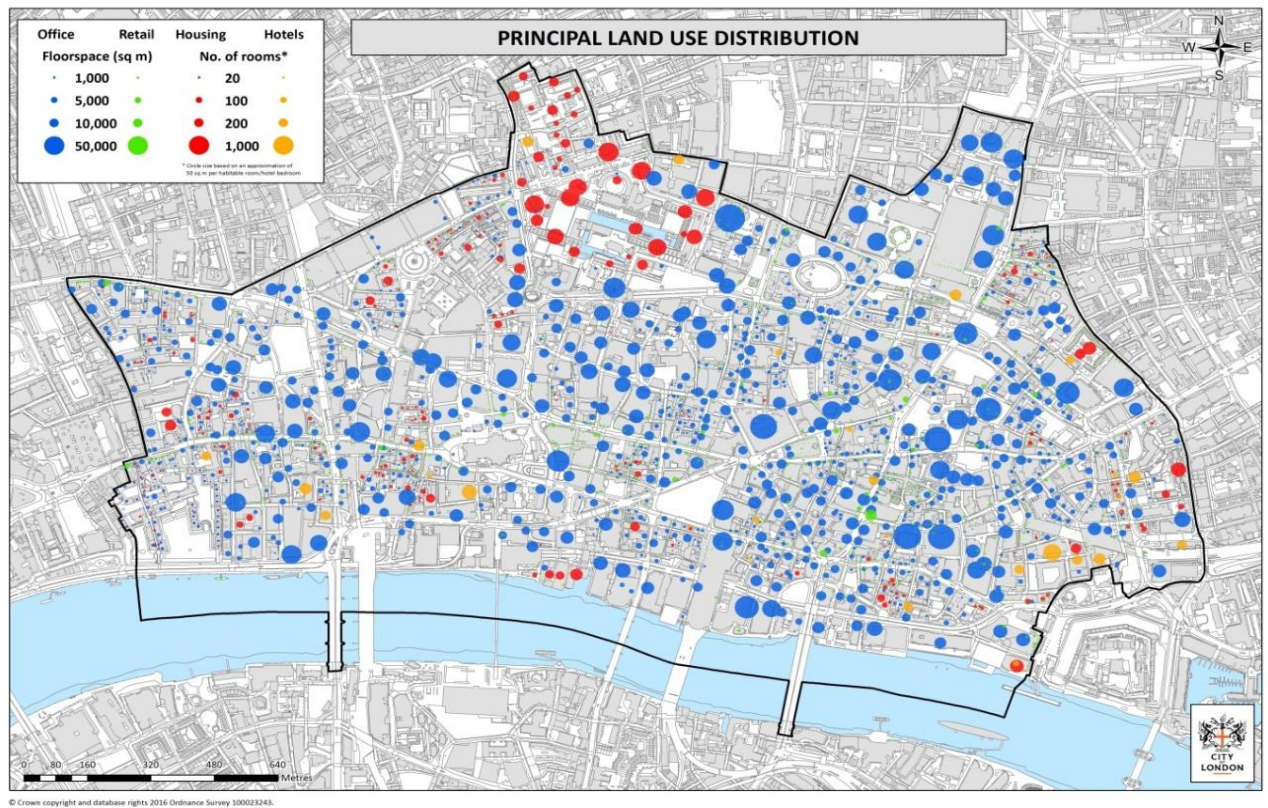 PRINCIPAL LAND USE DISTRIBUTION
Office Retail Housing Hotels
Floorspace (sq m) No. of rooms*
1,000 20
5,000 100
10,000 200
50,000 1,000
* Circle size based on an approximation of
50 sq m per habitable room/hotel bedroom
N
W E
S
0 80 160 320 480 640
Metres
CITY
OF
LONDON
© Crown copyright and database rights 2016 Ordnance Survey 100023243.